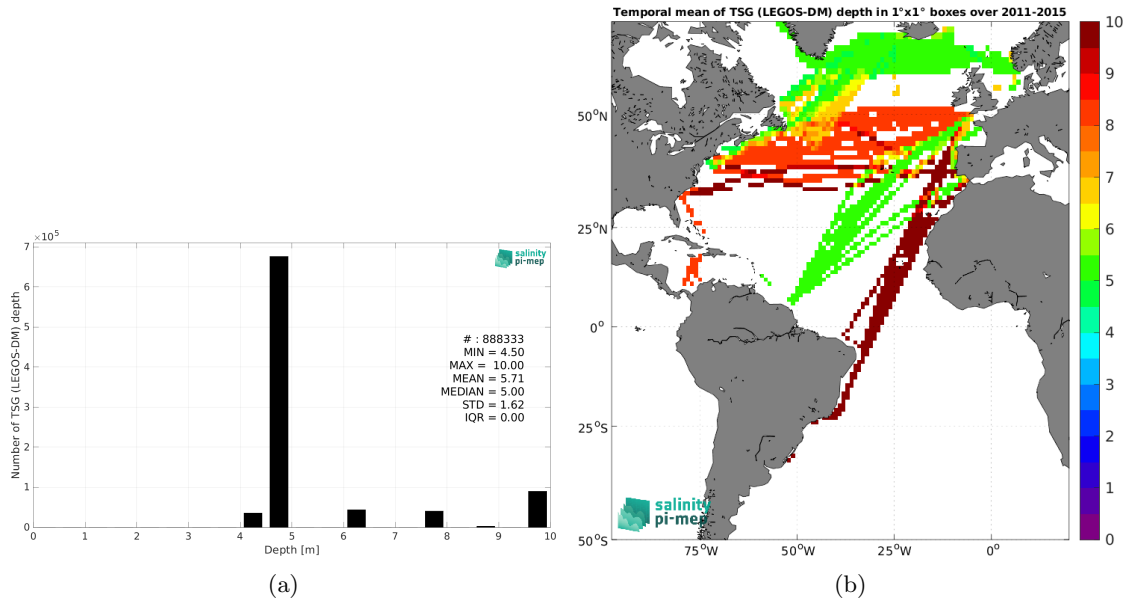 Temporal mean of TSG (LEGOS-DM) depth in 1°x1° boxes over 2011-2015
×10⁵
7
6
5
4
3
2
1
0
Number of TSG (LEGOS-DM) depth
salinity
pi-mep
# : 888333
MIN = 4.50
MAX = 10.00
MEAN = 5.71
MEDIAN = 5.00
STD = 1.62
IQR = 0.00
0 1 2 3 4 5 6 7 8 9 10
Depth [m]
(a)
50°N
25°N
0°
25°S
50°S
salinity
pi-mep
75°W 50°W 25°W 0°
10
9
8
7
6
5
4
3
2
1
0
(b)